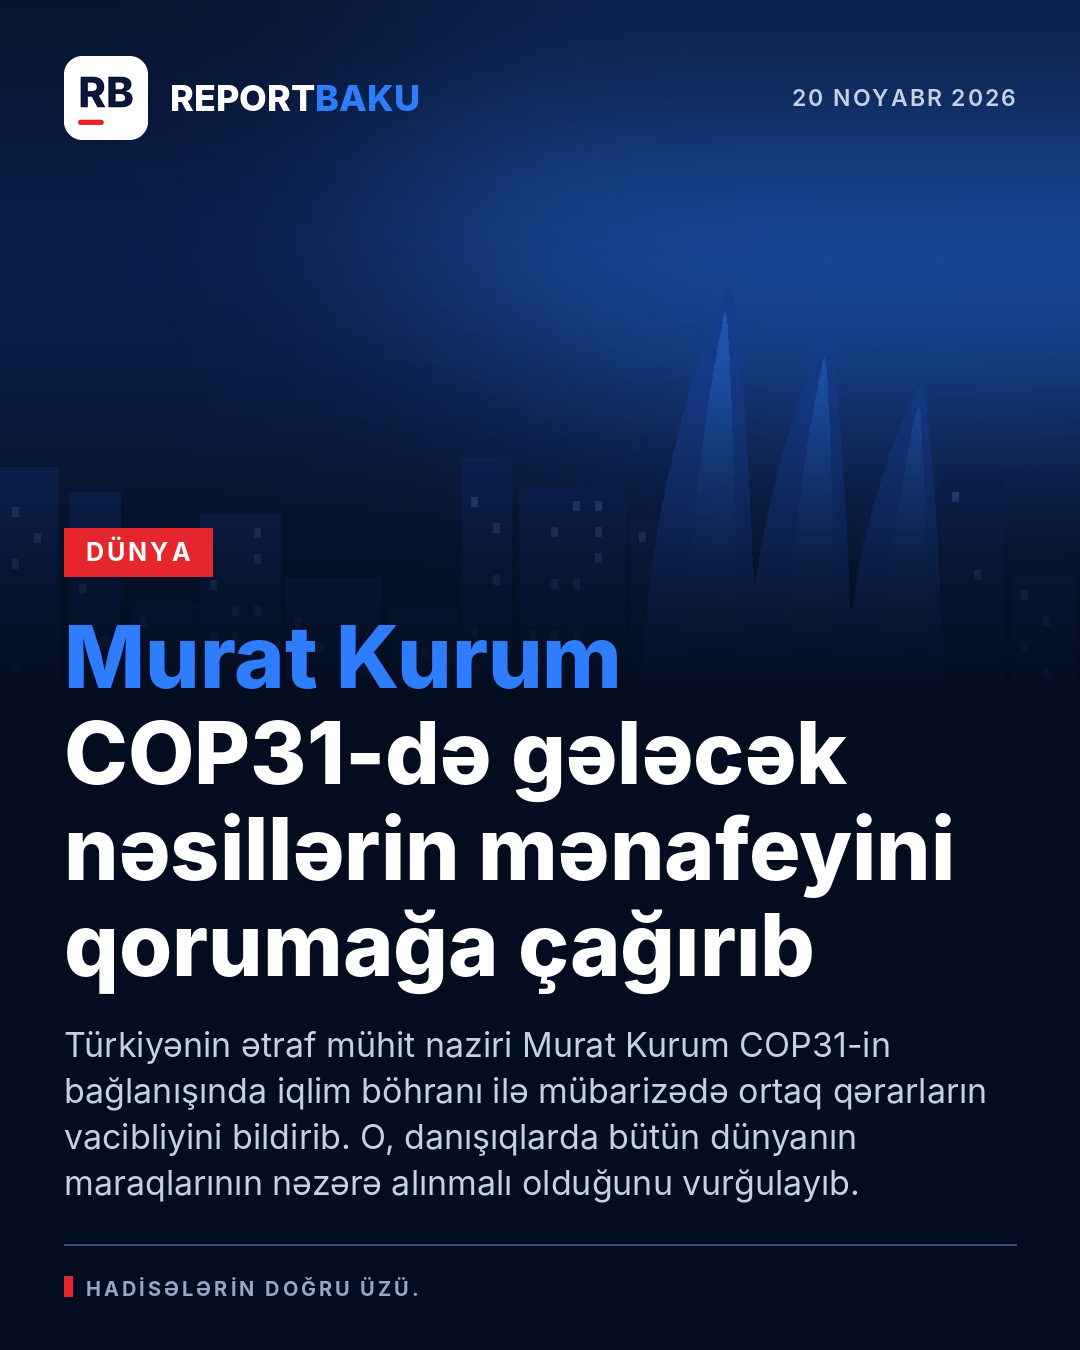 RB
REPORTBAKU
20 NOYABR 2026
DÜNYA
Murat Kurum
COP31-də gələcək
nəsillərin mənafeyini
qorumağa çağırıb
Türkiyənin ətraf mühit naziri Murat Kurum COP31-in
bağlanışında iqlim böhranı ilə mübarizədə ortaq qərarların
vacibliyini bildirib. O, danışıqlarda bütün dünyanın
maraqlarının nəzərə alınmalı olduğunu vurğulayıb.
HADİSƏLƏRİN DOĞRU ÜZÜ.